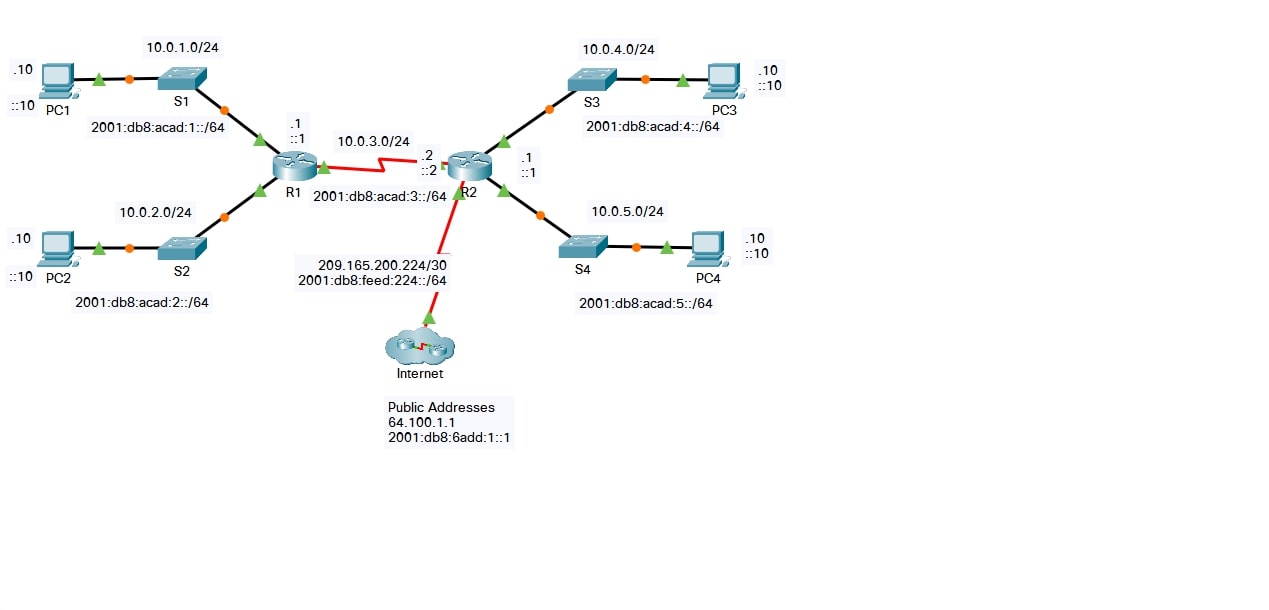 10.0.1.0/24
.10
::10
PC1
S1
2001:db8:acad:1::/64
.1
::1
R1
10.0.3.0/24
2001:db8:acad:3::/64
.2
::2
R2
.1
::1
10.0.4.0/24
S3
.10
::10
PC3
2001:db8:acad:4::/64
10.0.2.0/24
.10
::10
PC2
S2
2001:db8:acad:2::/64
209.165.200.224/30
2001:db8:feed:224::/64
10.0.5.0/24
S4
.10
::10
PC4
2001:db8:acad:5::/64
Internet
Public Addresses
64.100.1.1
2001:db8:6add:1::1